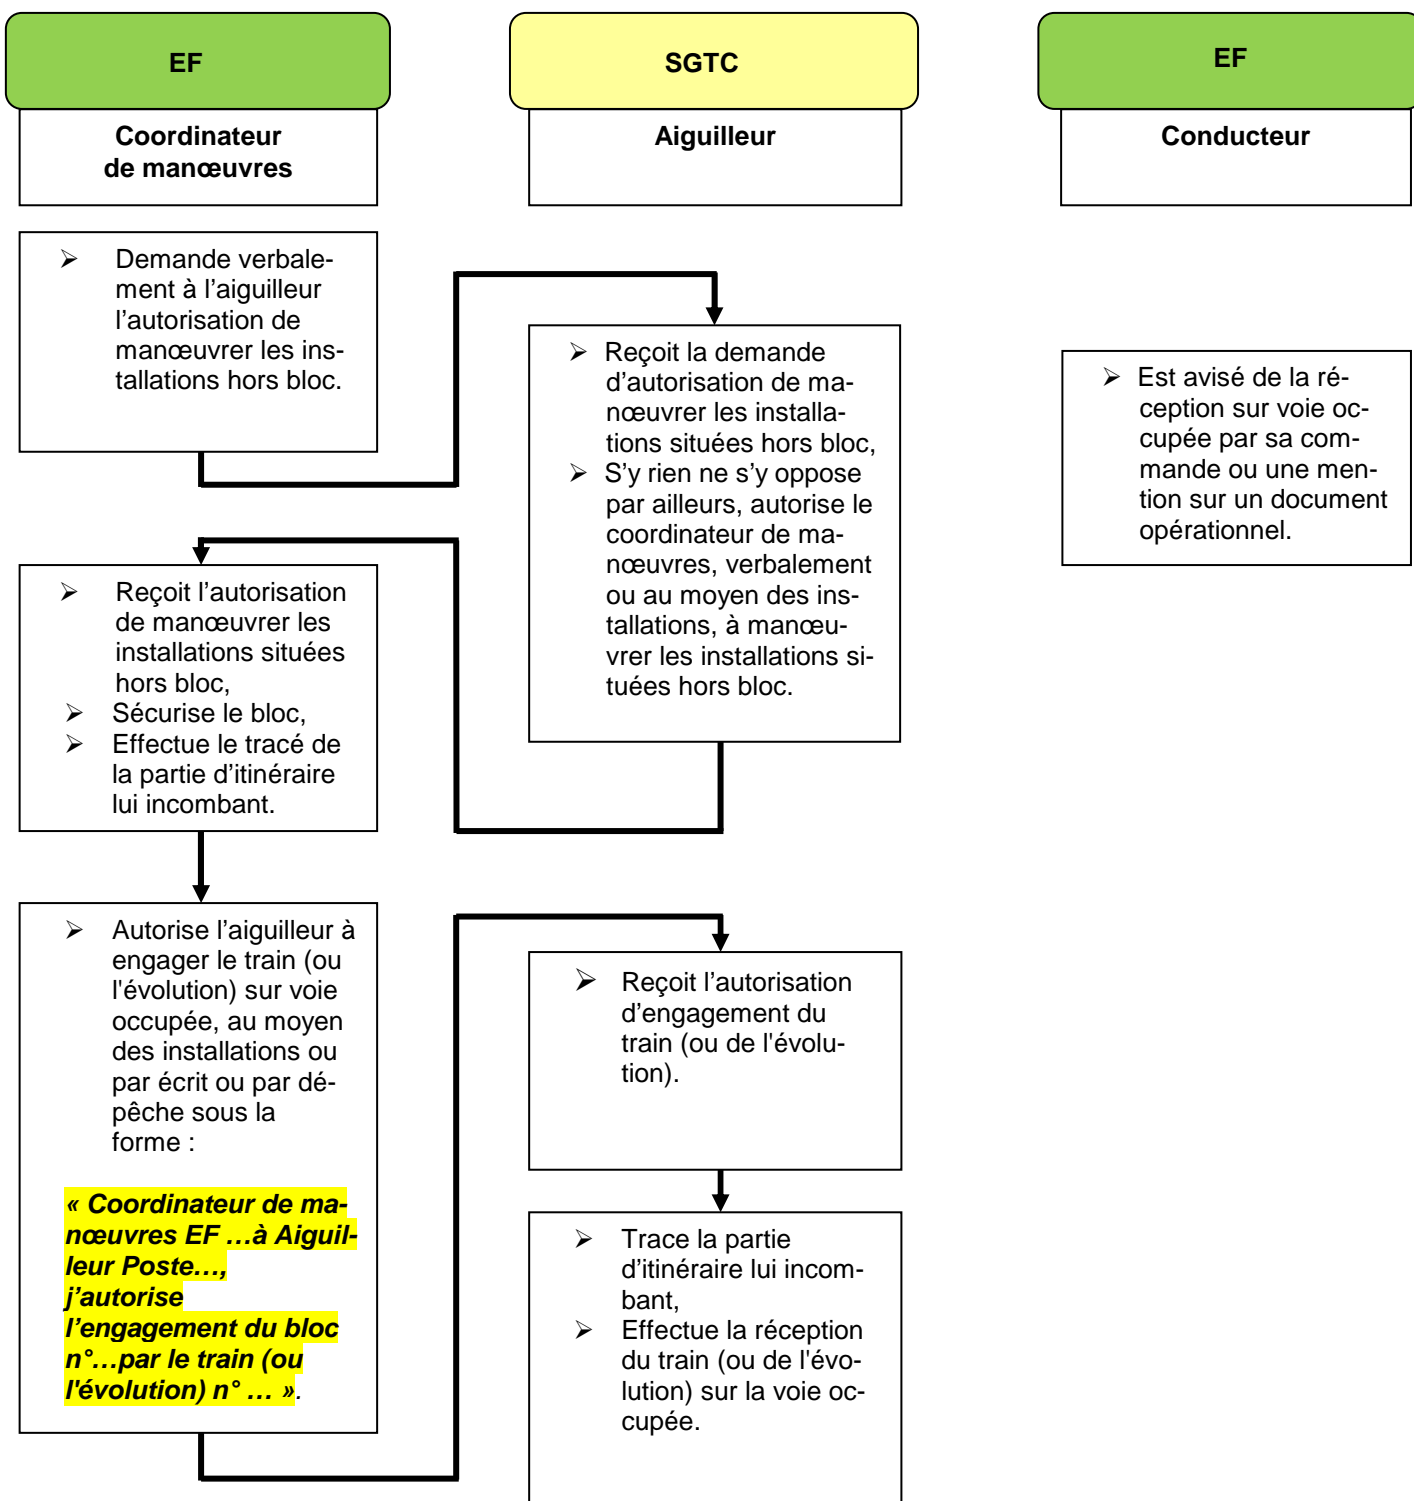 EF
SGTC
EF
Coordinateur
de manœuvres
Aiguilleur
Conducteur
➢ Demande verbale-
ment à l’aiguilleur
l’autorisation de
manœuvrer les ins-
tallations hors bloc.
➢ Reçoit la demande
d’autorisation de ma-
nœuvrer les installa-
tions situées hors bloc,
➢ S’y rien ne s’y oppose
par ailleurs, autorise le
coordinateur de ma-
nœuvres, verbalement
ou au moyen des ins-
tallations, à manœu-
vrer les installations si-
tuées hors bloc.
➢ Est avisé de la ré-
ception sur voie oc-
cupée par sa com-
mande ou une men-
tion sur un document
opérationnel.
➢ Reçoit l’autorisation
de manœuvrer les
installations situées
hors bloc,
➢ Sécurise le bloc,
➢ Effectue le tracé de
la partie d’itinéraire
lui incombant.
➢ Autorise l’aiguilleur à
engager le train (ou
l'évolution) sur voie
occupée, au moyen
des installations ou
par écrit ou par dé-
pêche sous la
forme :
« Coordinateur de ma-
nœuvres EF …à Aiguil-
leur Poste…,
j’autorise
l’engagement du bloc
n°…par le train (ou
l'évolution) n° … ».
➢ Reçoit l’autorisation
d’engagement du
train (ou de l'évolu-
tion).
➢ Trace la partie
d’itinéraire lui incom-
bant,
➢ Effectue la réception
du train (ou de l'évo-
lution) sur la voie oc-
cupée.